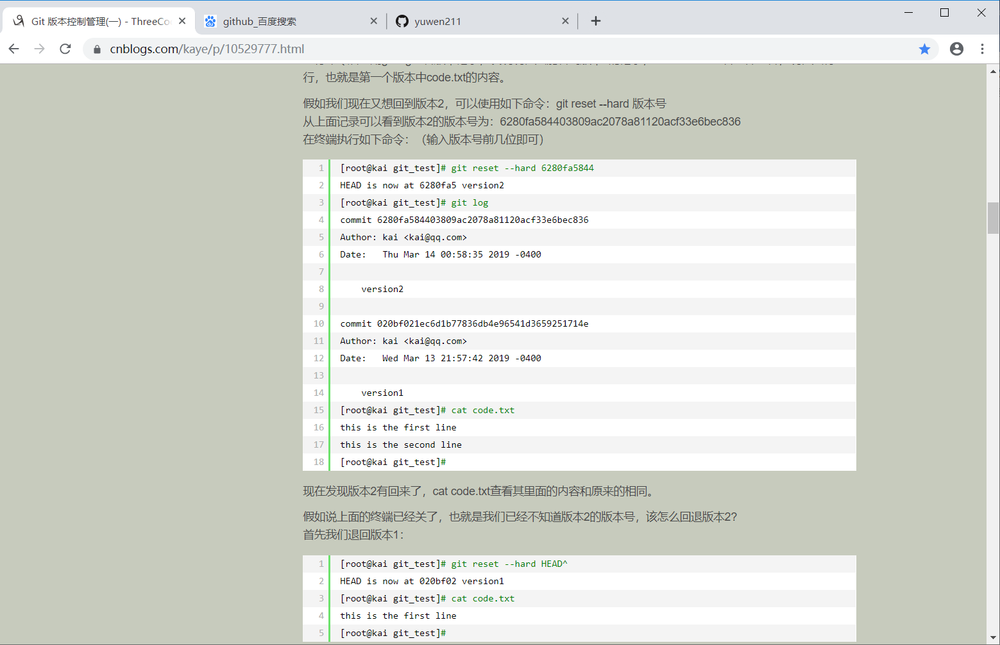 Git 版本控制管理(一) - ThreeCo
github_百度搜索
yuwen211
cnblogs.com/kaye/p/10529777.html
行，也就是第一个版本中code.txt的内容。
假如我们现在又想回到版本2，可以使用如下命令：git reset --hard 版本号
从上面记录可以看到版本2的版本号为：6280fa584403809ac2078a81120acf33e6bec836
在终端执行如下命令：（输入版本号前几位即可）
1 [root@kai git_test]# git reset --hard 6280fa5844
2 HEAD is now at 6280fa5 version2
3 [root@kai git_test]# git log
4 commit 6280fa584403809ac2078a81120acf33e6bec836
5 Author: kai <kai@qq.com>
6 Date:   Thu Mar 14 00:58:35 2019 -0400
7
8     version2
9
10 commit 020bf021ec6d1b77836db4e96541d3659251714e
11 Author: kai <kai@qq.com>
12 Date:   Wed Mar 13 21:57:42 2019 -0400
13
14     version1
15 [root@kai git_test]# cat code.txt
16 this is the first line
17 this is the second line
18 [root@kai git_test]#
现在发现版本2有回来了，cat code.txt查看其里面的内容和原来的相同。
假如说上面的终端已经关了，也就是我们已经不知道版本2的版本号，该怎么回退版本2?
首先我们退回版本1：
1 [root@kai git_test]# git reset --hard HEAD^
2 HEAD is now at 020bf02 version1
3 [root@kai git_test]# cat code.txt
4 this is the first line
5 [root@kai git_test]#